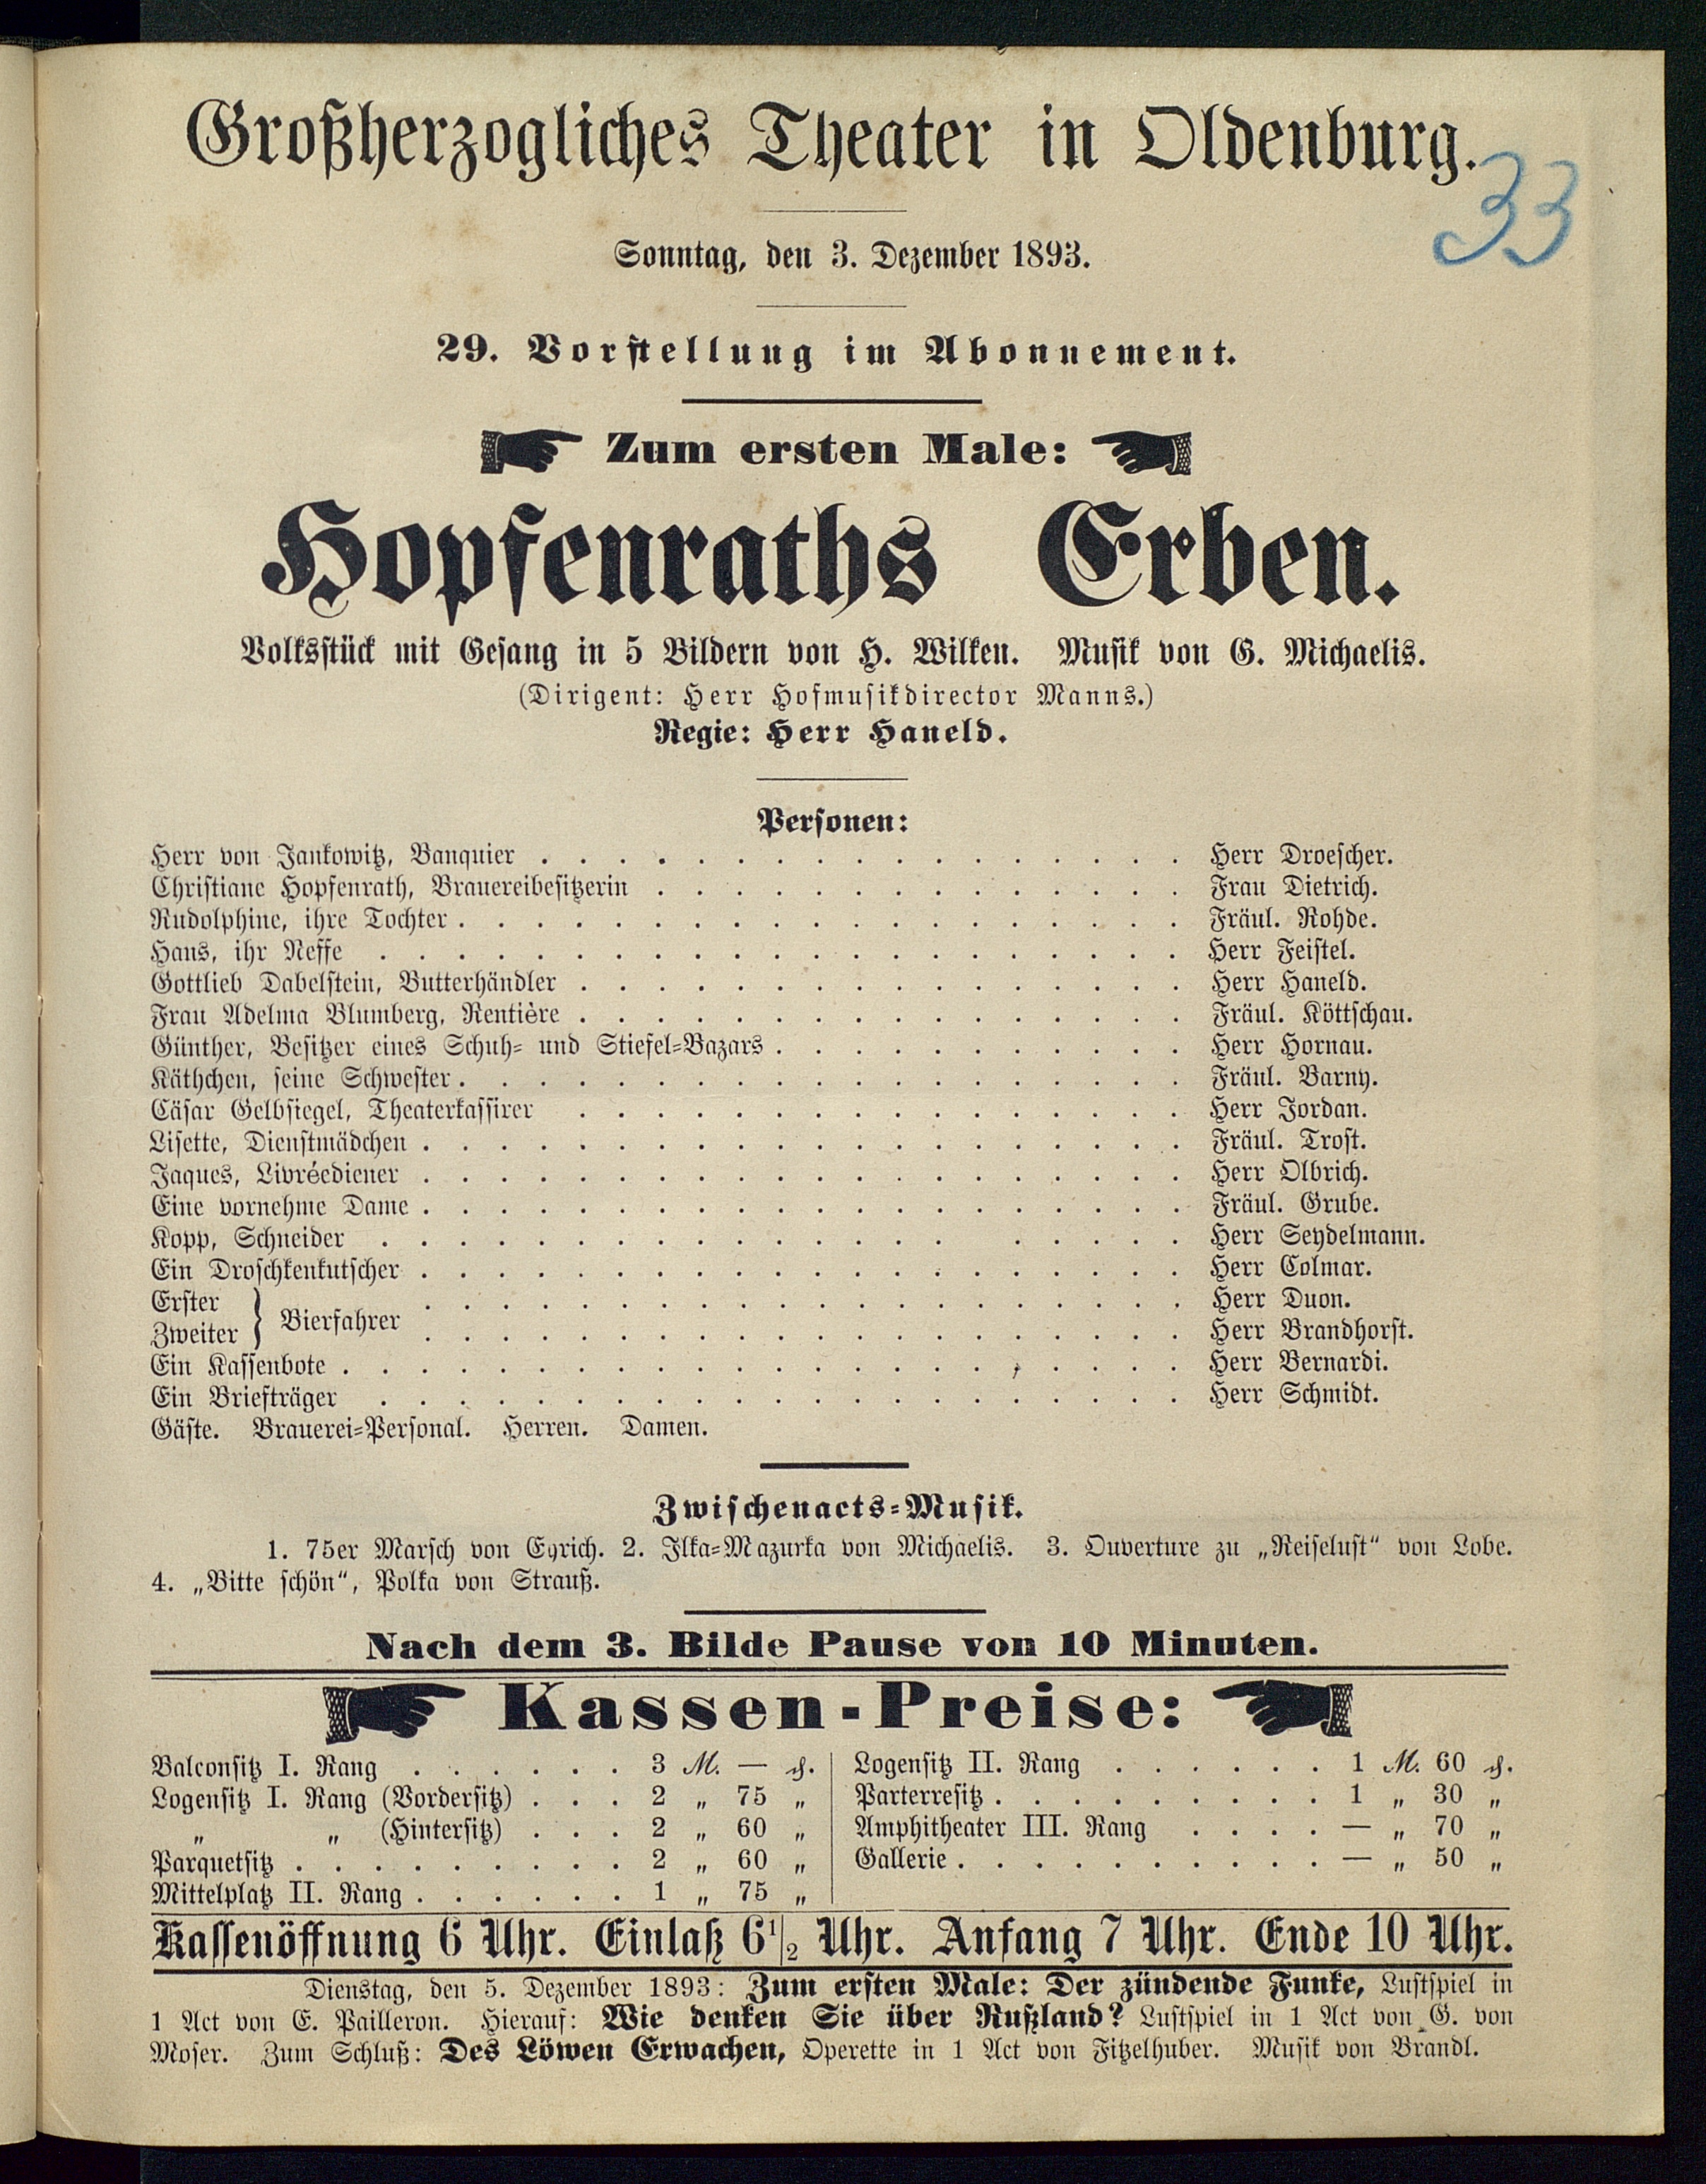 Großherzogliches Theater in Oldenburg.
33
Sonntag, den 3. Dezember 1893.
29. Vorstellung im Abonnement.
Zum ersten Male:
Hopfenraths Erben.
Volksstück mit Gesang in 5 Bildern von H. Wilken. Musik von G. Michaelis.
(Dirigent: Herr Hofmusikdirector Manns.)
Regie: Herr Haneld.
Personen:
Herr von Jankowitz, Banquier . . . . . . . . . . . . . . . . . Herr Droescher.
Christiane Hopfenrath, Brauereibesitzerin . . . . . . . . . . . . . . Frau Dietrich.
Rudolphine, ihre Tochter . . . . . . . . . . . . . . . . . . . Fräul. Rohde.
Hans, ihr Neffe . . . . . . . . . . . . . . . . . . . . . Herr Feistel.
Gottlieb Dabelstein, Butterhändler . . . . . . . . . . . . . . . . Herr Haneld.
Frau Adelma Blumberg, Rentière . . . . . . . . . . . . . . . . Fräul. Köttschau.
Günther, Besitzer eines Schuh- und Stiefel-Bazars . . . . . . . . . . . Herr Hornau.
Käthchen, seine Schwester . . . . . . . . . . . . . . . . . . . Fräul. Barny.
Cäsar Gelbsiegel, Theaterkassirer . . . . . . . . . . . . . . . . Herr Jordan.
Lisette, Dienstmädchen . . . . . . . . . . . . . . . . . . . . Fräul. Trost.
Jaques, Livréediener . . . . . . . . . . . . . . . . . . . . Herr Olbrich.
Eine vornehme Dame . . . . . . . . . . . . . . . . . . . . Fräul. Grube.
Kopp, Schneider . . . . . . . . . . . . . . . . . . . . Herr Seydelmann.
Ein Droschkenkutscher . . . . . . . . . . . . . . . . . . . . Herr Colmar.
Erster } Bierfahrer . . . . . . . . . . . . . . . . . . . . Herr Duon.
Zweiter } . . . . . . . . . . . . . . . . . . . . Herr Brandhorst.
Ein Kassenbote . . . . . . . . . . . . . . . . . . . . . . Herr Bernardi.
Ein Briefträger . . . . . . . . . . . . . . . . . . . . . Herr Schmidt.
Gäste. Brauerei-Personal. Herren. Damen.
Zwischenacts-Musik.
1. 75er Marsch von Eyrich. 2. Ilka-Mazurka von Michaelis. 3. Ouverture zu „Reiselust“ von Lobe.
4. „Bitte schön“, Polka von Strauß.
Nach dem 3. Bilde Pause von 10 Minuten.
Kassen-Preise:
Balconsitz I. Rang . . . . . . 3 M. — ₰.
Logensitz I. Rang (Vordersitz) . . . 2 „ 75 „
„ „ (Hintersitz) . . . 2 „ 60 „
Parquetsitz . . . . . . . . . 2 „ 60 „
Mittelplatz II. Rang . . . . . . 1 „ 75 „
Logensitz II. Rang . . . . . . 1 M. 60 ₰.
Parterresitz . . . . . . . . . 1 „ 30 „
Amphitheater III. Rang . . . . — „ 70 „
Gallerie . . . . . . . . . . — „ 50 „
Kassenöffnung 6 Uhr. Einlaß 6 1/2 Uhr. Anfang 7 Uhr. Ende 10 Uhr.
Dienstag, den 5. Dezember 1893: Zum ersten Male: Der zündende Funke, Lustspiel in
1 Act von E. Pailleron. Hierauf: Wie denken Sie über Rußland? Lustspiel in 1 Act von G. von
Moser. Zum Schluß: Des Löwen Erwachen, Operette in 1 Act von Fitzelhuber. Musik von Brandl.